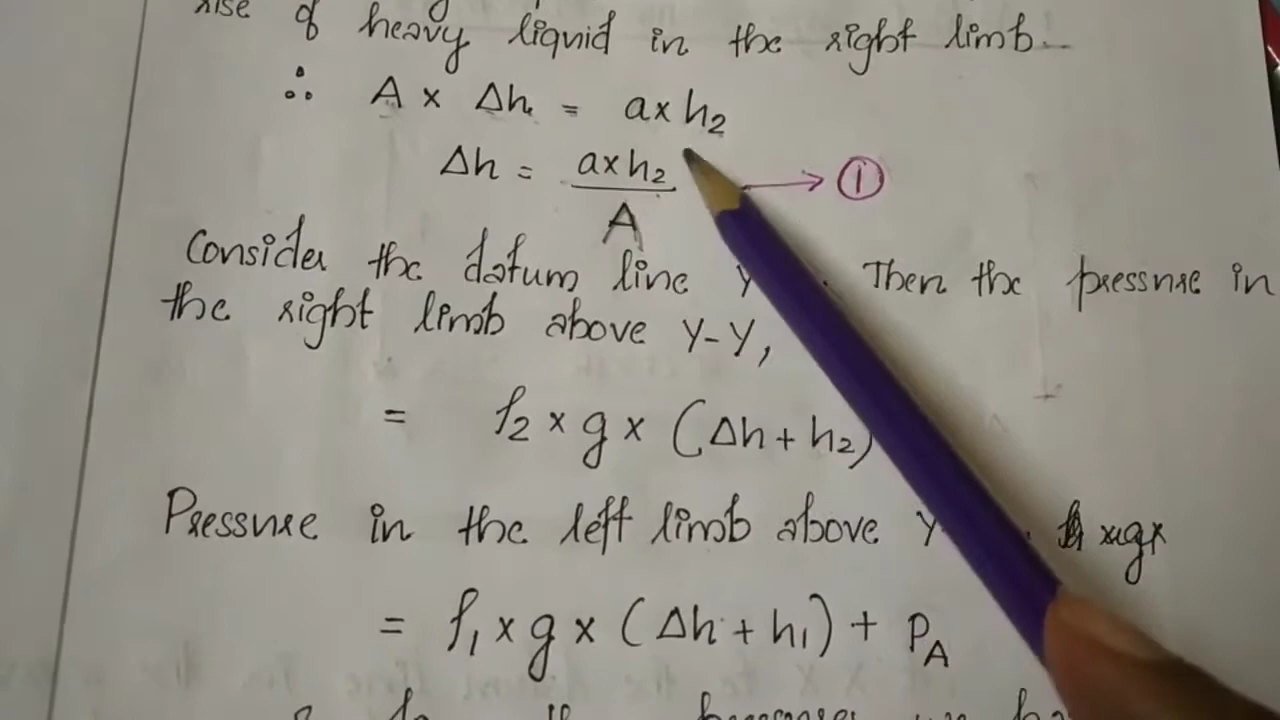 rise of heavy liquid in the right limb.
∴ A x Δh = a x h₂
Δh = a x h₂ / A → ①
Consider the datum line Y . Then the pressure in
the right limb above Y-Y,
= ρ₂ x g x (Δh + h₂)
Pressure in the left limb above Y x g x
= ρ₁ x g x (Δh + h₁) + P_A